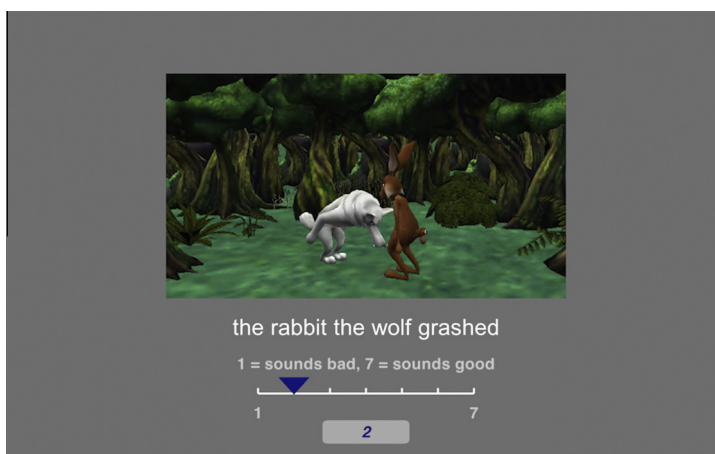 the rabbit the wolf grashed
1 = sounds bad, 7 = sounds good
1 7
2